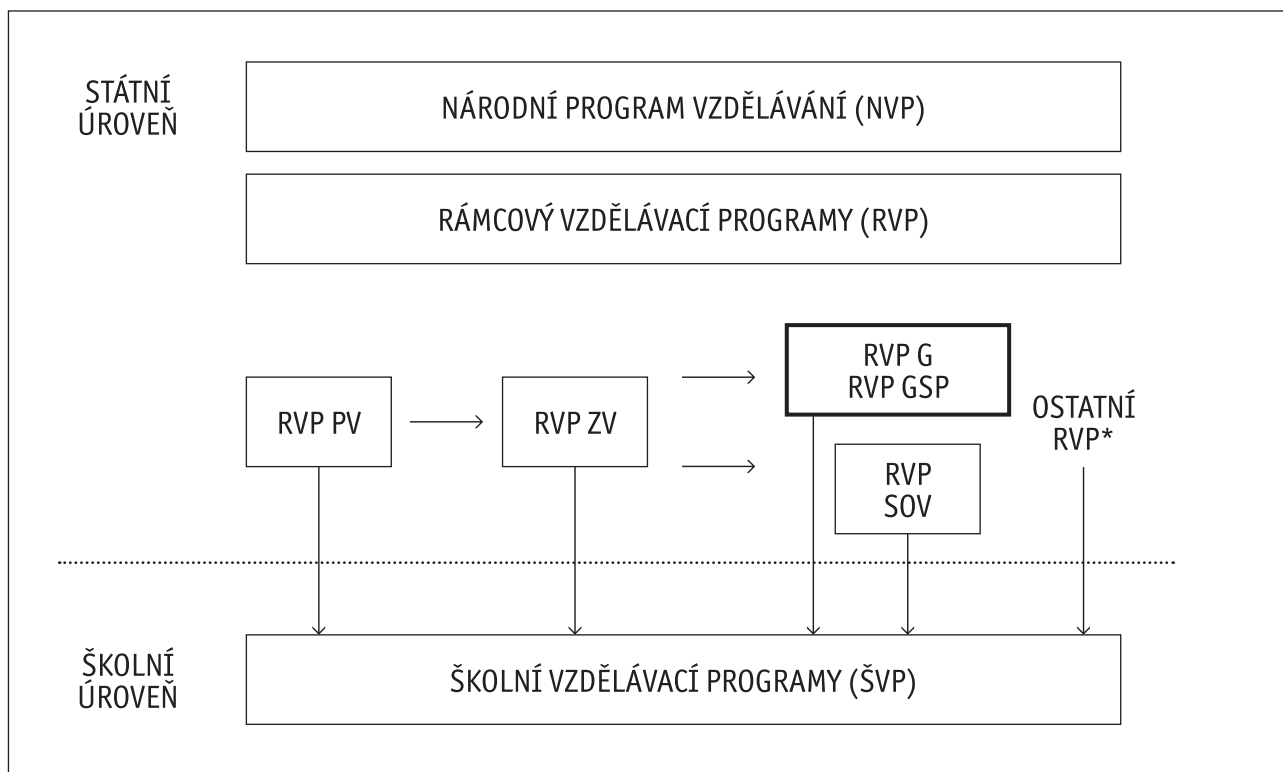 STÁTNÍ
ÚROVEŇ
NÁRODNÍ PROGRAM VZDĚLÁVÁNÍ (NVP)
RÁMCOVÝ VZDĚLÁVACÍ PROGRAMY (RVP)
RVP PV
RVP ZV
RVP G
RVP GSP
RVP
SOV
OSTATNÍ
RVP*
ŠKOLNÍ
ÚROVEŇ
ŠKOLNÍ VZDĚLÁVACÍ PROGRAMY (ŠVP)